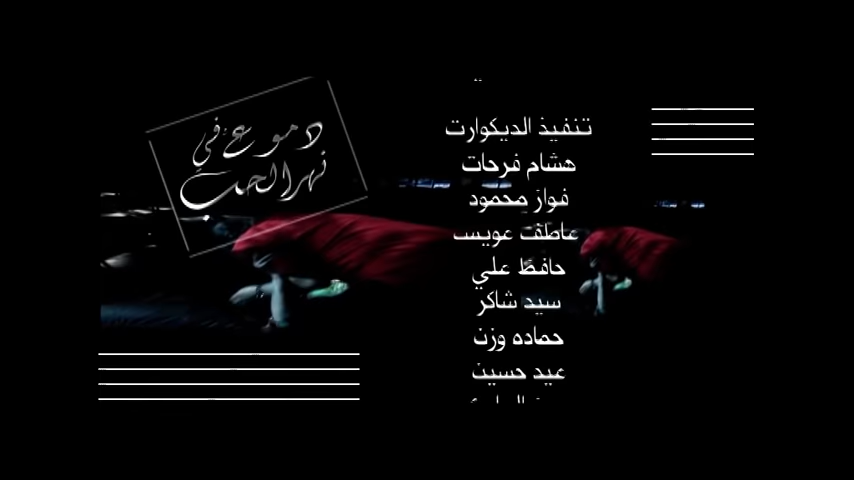 دموع في
نهر الحب
تنفيذ الديكوارت
هشام فرحات
فواز محمود
عاطف عويس
حافظ علي
سيد شاكر
حماده وزن
عيد حسين